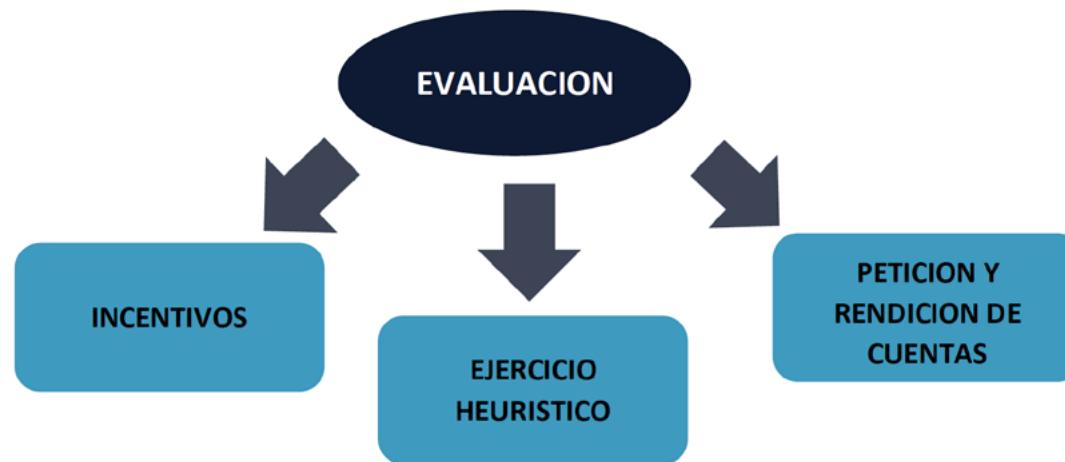 EVALUACION
INCENTIVOS
EJERCICIO
HEURISTICO
PETICION Y
RENDICION DE
CUENTAS